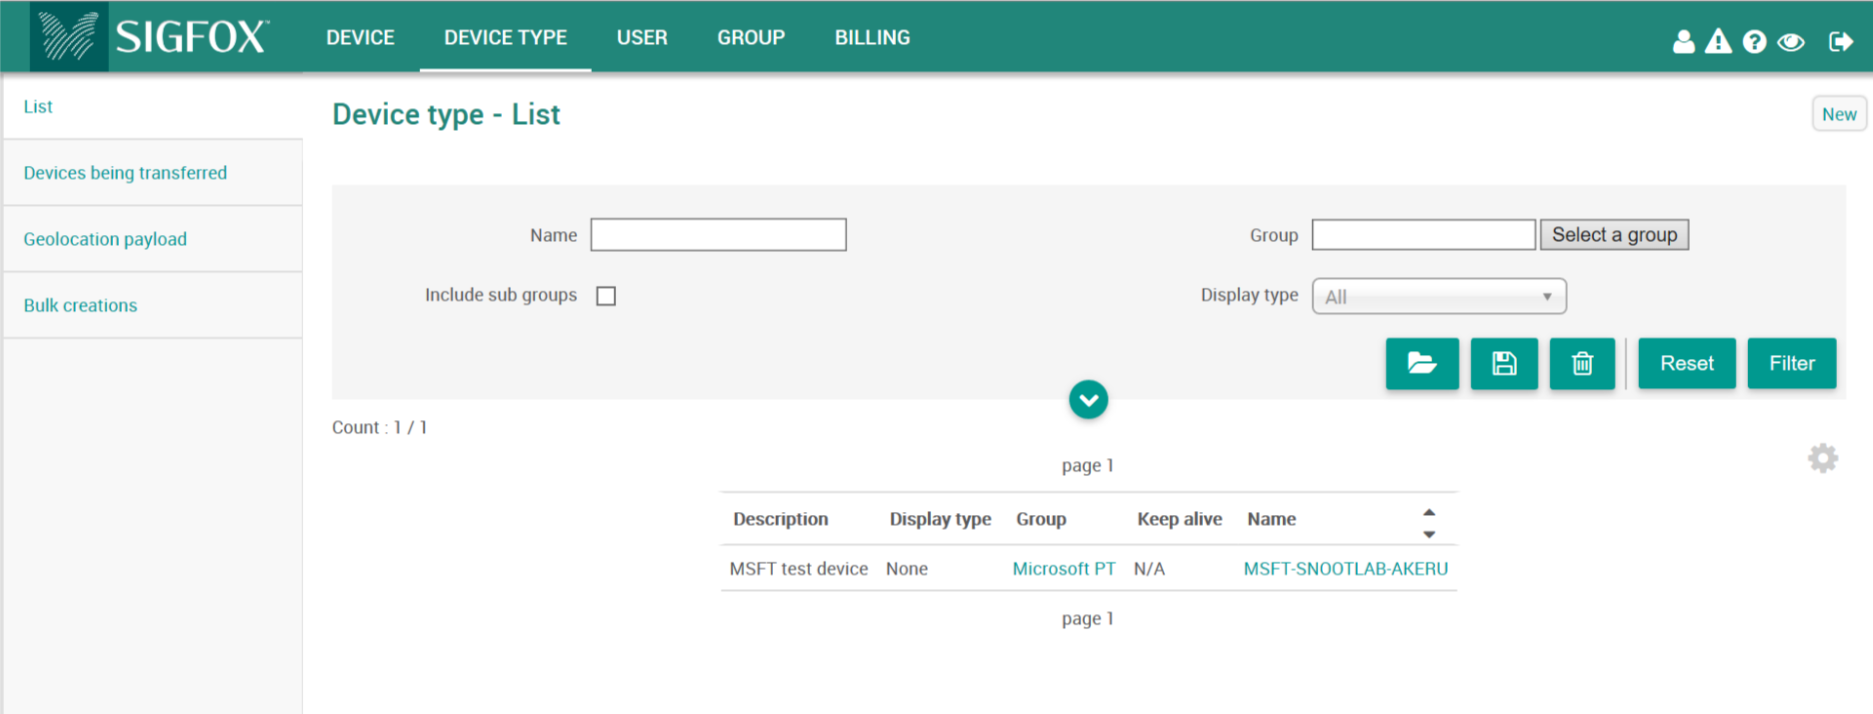 SIGFOX™
DEVICE DEVICE TYPE USER GROUP BILLING
List
Devices being transferred
Geolocation payload
Bulk creations
Device type - List
New
Name
Group Select a group
Include sub groups
Display type All
Reset Filter
Count : 1 / 1
page 1
Description Display type Group Keep alive Name
MSFT test device None Microsoft PT N/A MSFT-SNOOTLAB-AKERU
page 1